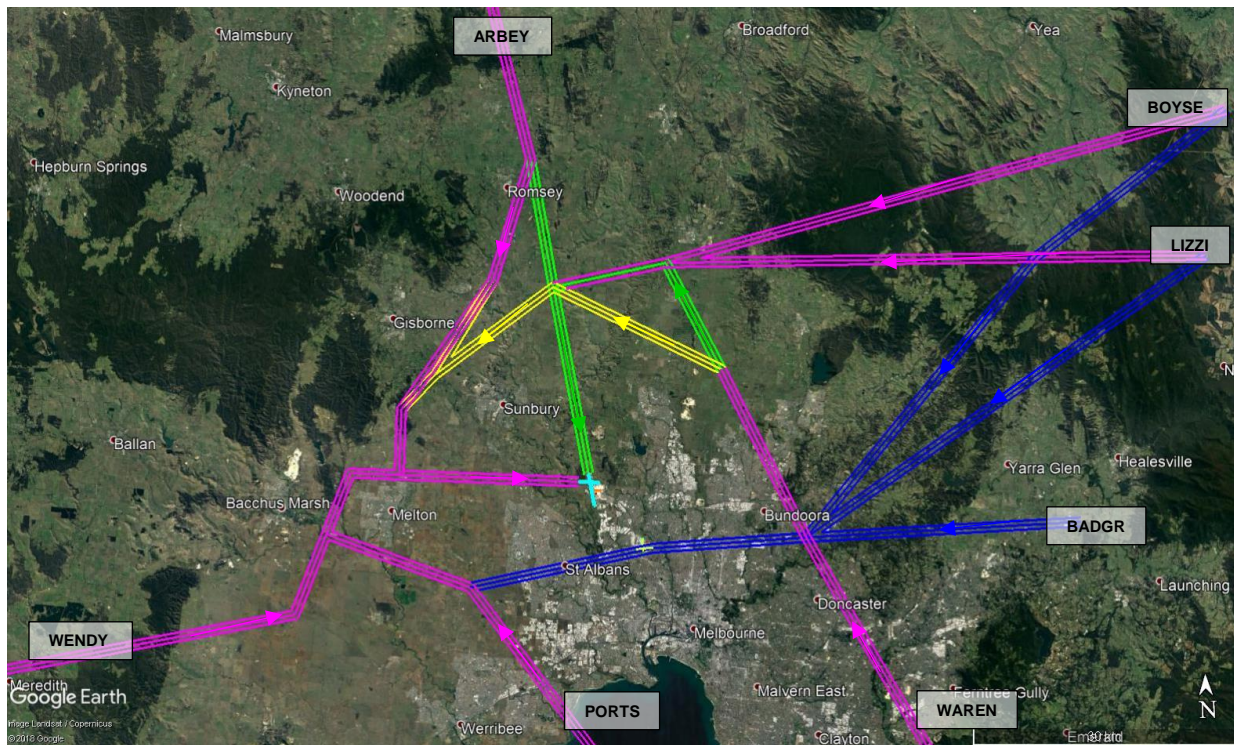 ARBEY
Malmsbury
Broadford
Yea
Kyneton
BOYSE
Hepburn Springs
Woodend
Romsey
LIZZI
Gisborne
N
Sunbury
Ballan
Yarra Glen
Healesville
Bacchus Marsh
Melton
Bundoora
BADGR
St Albans
Launching
Doncaster
WENDY
Melbourne
Meredith
Google Earth
Malvern East
Ferntree Gully
PORTS
WAREN
N
Image Landsat / Copernicus
Werribee
© 2018 Google
Clayton
Emerald